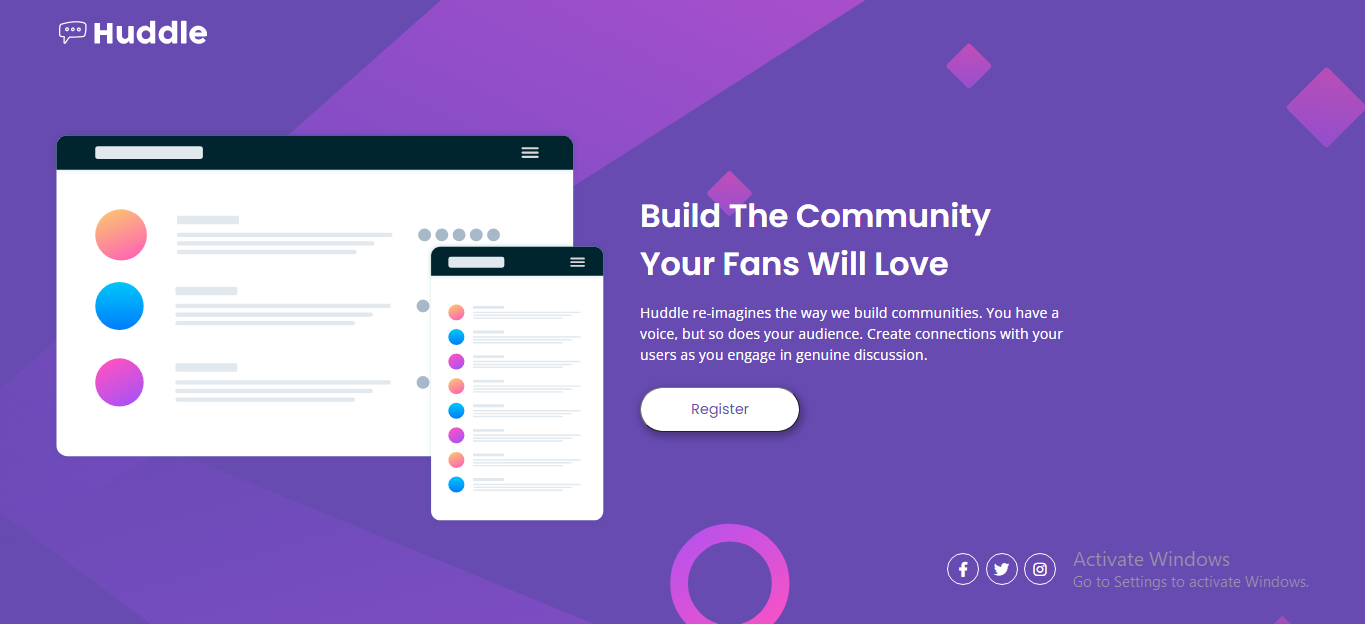 Huddle
Build The Community
Your Fans Will Love
Huddle re-imagines the way we build communities. You have a
voice, but so does your audience. Create connections with your
users as you engage in genuine discussion.
Register
Activate Windows
Go to Settings to activate Windows.